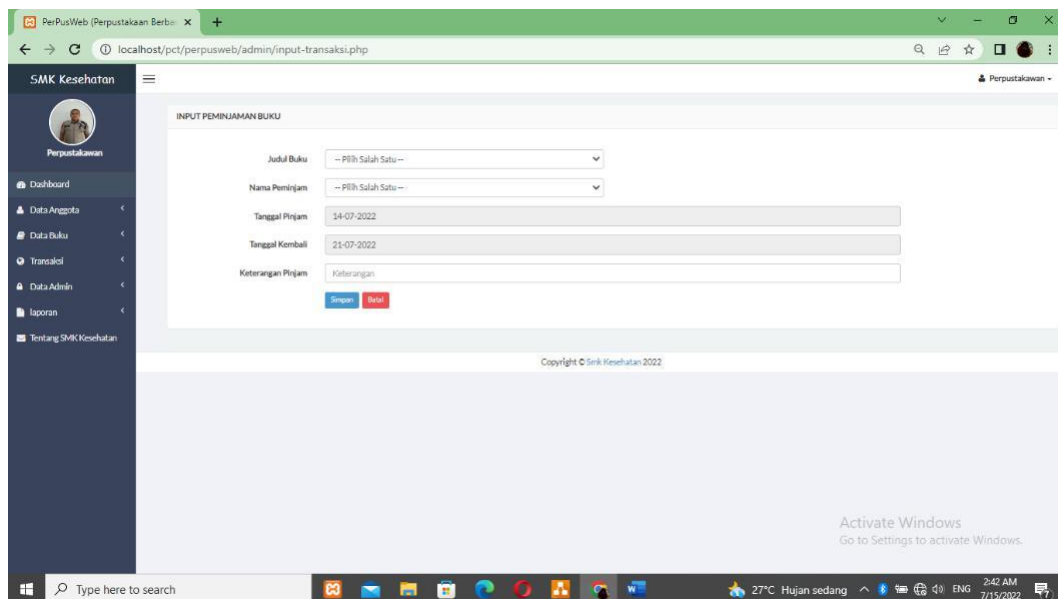 PerPusWeb (Perpustakaan Berba
localhost/pct/perpusweb/admin/input-transaksi.php
SMK Kesehatan
Perpustakawan
Perpustakawan
Dashboard
Data Anggota
Data Buku
Transaksi
Data Admin
laporan
Tentang SMK Kesehatan
INPUT PEMINJAMAN BUKU
Judul Buku -- Pilih Salah Satu --
Nama Peminjam -- Pilih Salah Satu --
Tanggal Pinjam 14-07-2022
Tanggal Kembali 21-07-2022
Keterangan Pinjam Keterangan
Simpan Batal
Copyright © Smk Kesehatan 2022
Activate Windows
Go to Settings to activate Windows.
Type here to search
27°C Hujan sedang ENG 2:42 AM
7/15/2022